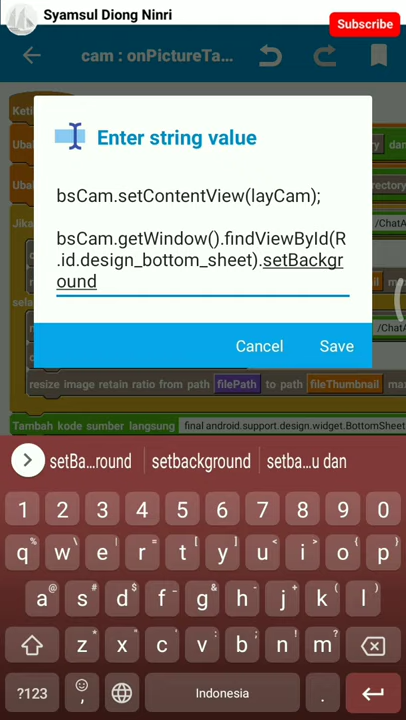 Syamsul Diong Ninri
Subscribe
cam : onPictureTa...
Enter string value
bsCam.setContentView(layCam);
bsCam.getWindow().findViewById(R
.id.design_bottom_sheet).setBackgr
ound
Cancel
Save
resize image retain ratio from path filePath to path fileThumbnail
Tambah kode sumber langsung final android.support.design.widget.BottomSheet
setBa...round setbackground setba...u dan
1 2 3 4 5 6 7 8 9 0
q w e r t y u i o p
a s d f g h j k l
z x c v b n m
?123 , Indonesia .